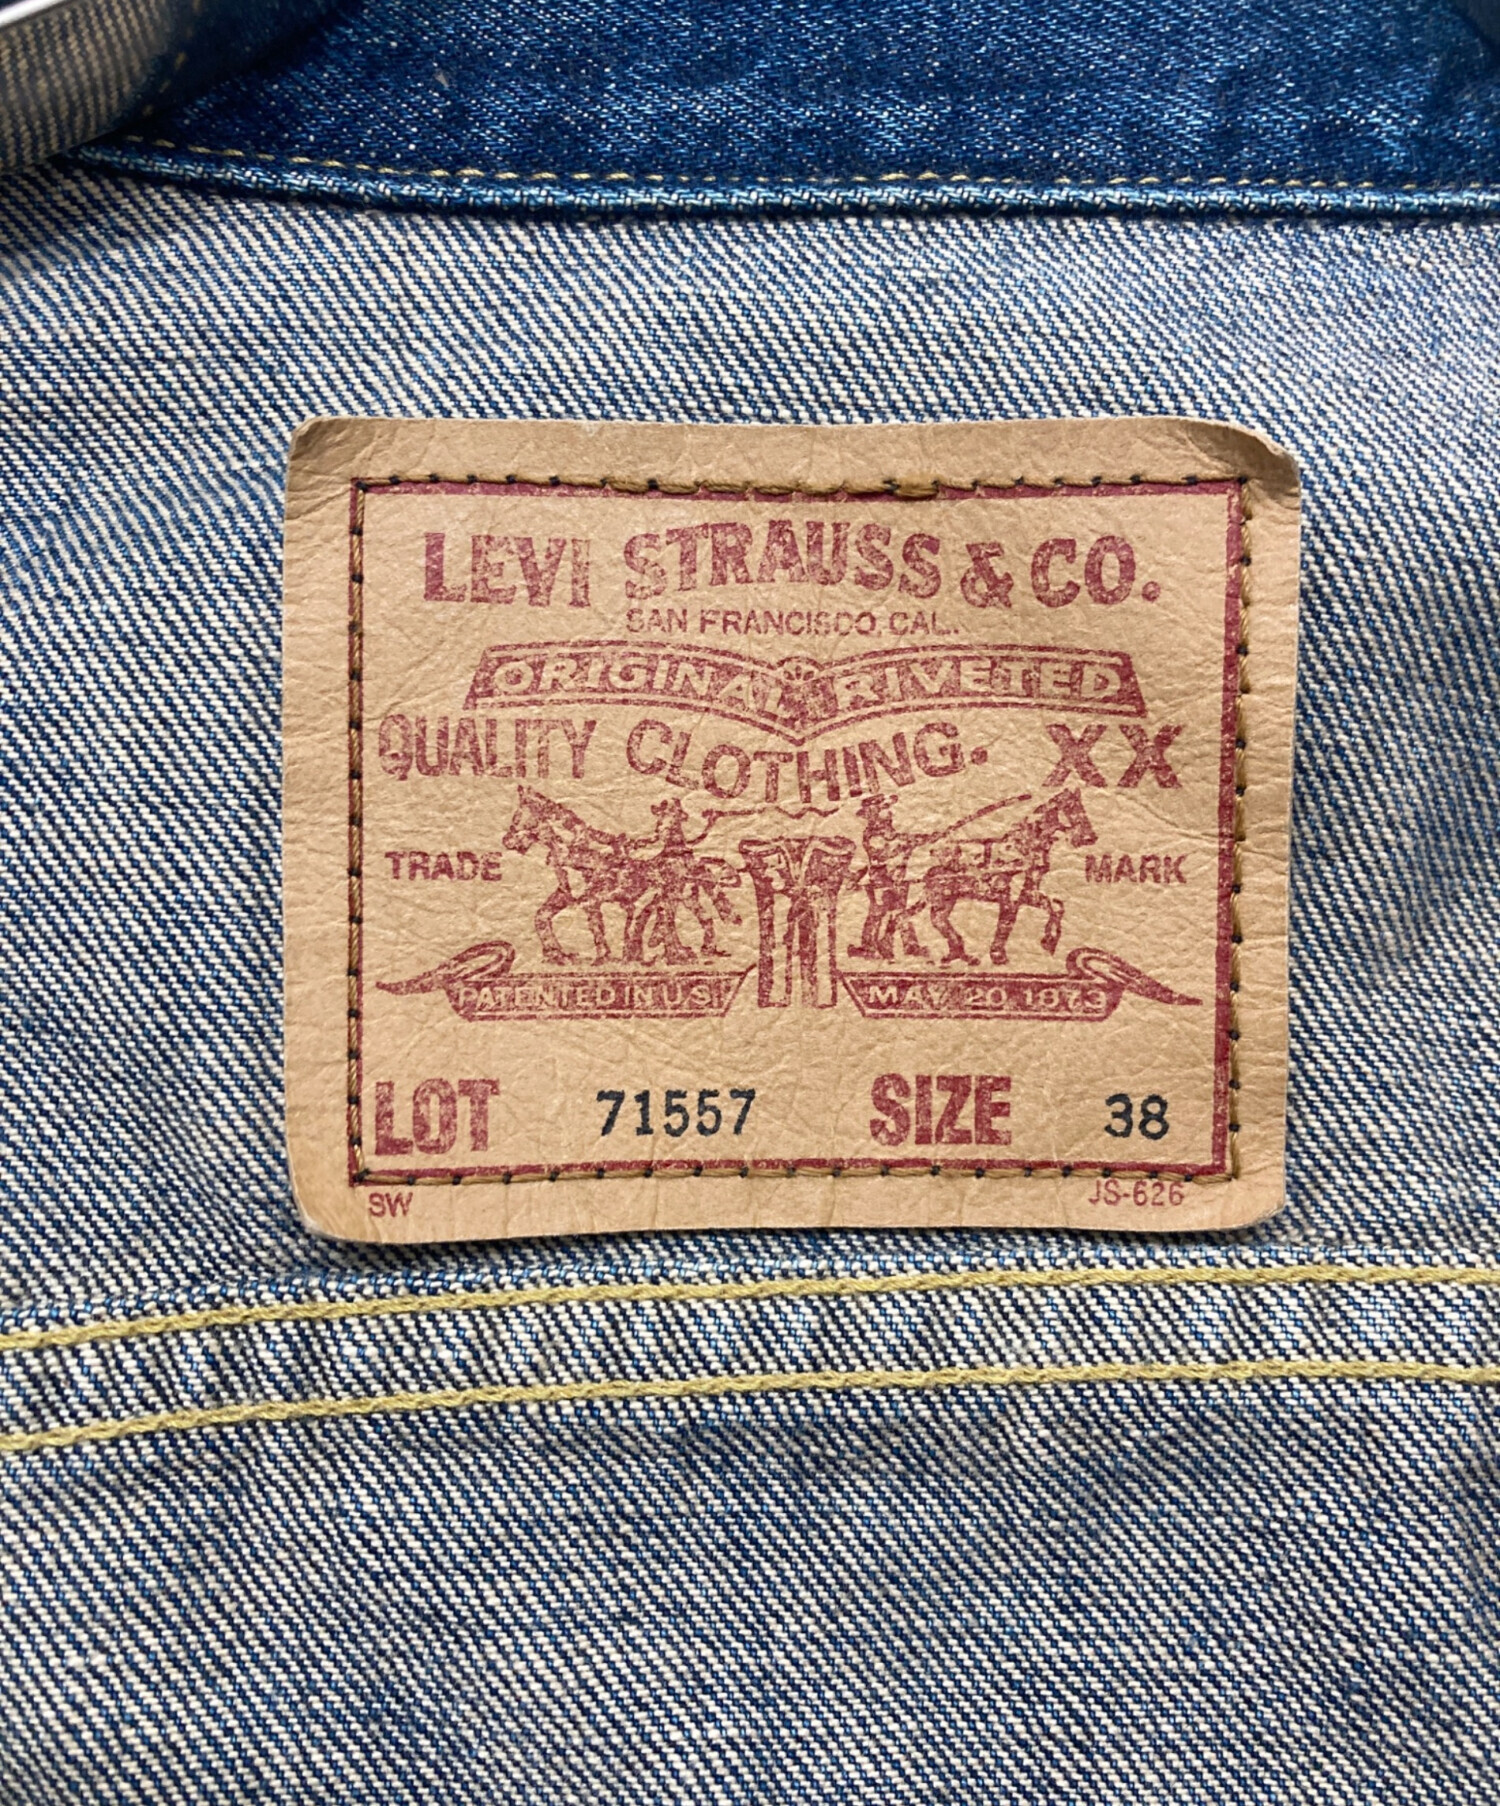 LEVI STRAUSS & CO.
SAN FRANCISCO, CAL.
ORIGINAL RIVETED
QUALITY CLOTHING. XX
TRADE MARK
PATENTED IN U.S. MAY 20, 1873
LOT 71557 SIZE 38
SW JS-626